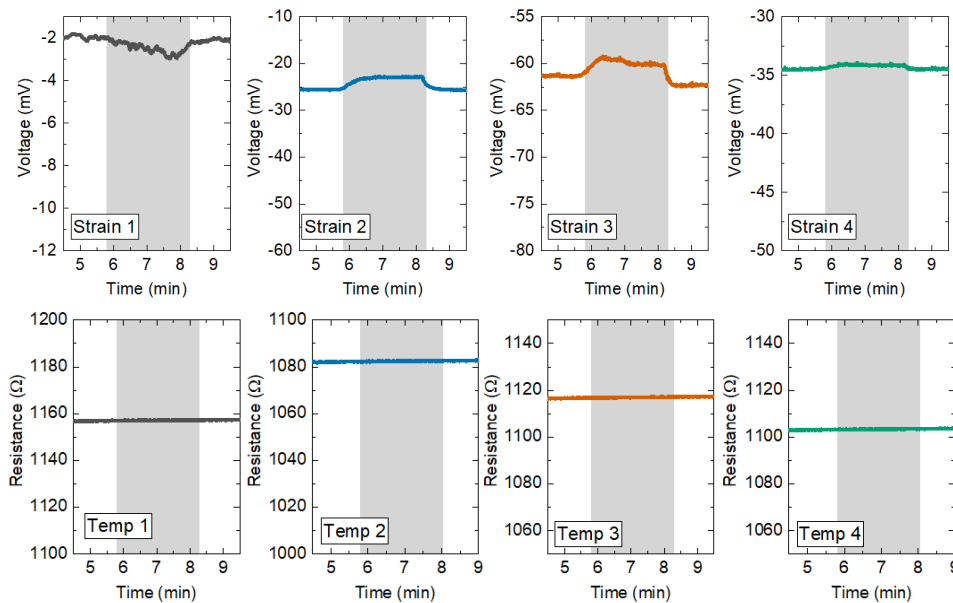 -2
-4
-6
-8
-10
-12
Voltage (mV)
Strain 1
5 6 7 8 9
Time (min)
-10
-20
-30
-40
-50
-60
Voltage (mV)
Strain 2
5 6 7 8 9
Time (min)
-55
-60
-65
-70
-75
-80
Voltage (mV)
Strain 3
5 6 7 8 9
Time (min)
-30
-35
-40
-45
-50
Voltage (mV)
Strain 4
5 6 7 8 9
Time (min)
1200
1180
1160
1140
1120
1100
Resistance (Ω)
Temp 1
5 6 7 8 9
Time (min)
1100
1080
1060
1040
1020
1000
Resistance (Ω)
Temp 2
5 6 7 8 9
Time (min)
1140
1120
1100
1080
1060
Resistance (Ω)
Temp 3
5 6 7 8 9
Time (min)
1140
1120
1100
1080
1060
Resistance (Ω)
Temp 4
5 6 7 8 9
Time (min)